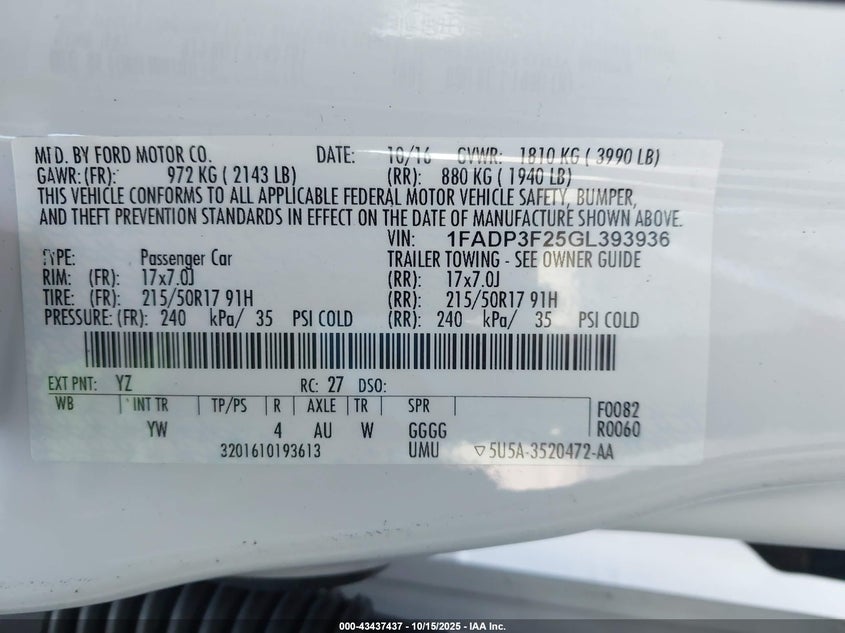 MFD. BY FORD MOTOR CO. DATE: 10/16 GVWR: 1810 KG ( 3990 LB)
GAWR: (FR): 972 KG ( 2143 LB) (RR): 880 KG ( 1940 LB)
THIS VEHICLE CONFORMS TO ALL APPLICABLE FEDERAL MOTOR VEHICLE SAFETY, BUMPER,
AND THEFT PREVENTION STANDARDS IN EFFECT ON THE DATE OF MANUFACTURE SHOWN ABOVE.
VIN: 1FADP3F25GL393936
TYPE: Passenger Car TRAILER TOWING - SEE OWNER GUIDE
RIM: (FR): 17x7.0J (RR): 17x7.0J
TIRE: (FR): 215/50R17 91H (RR): 215/50R17 91H
PRESSURE: (FR): 240 kPa/ 35 PSI COLD (RR): 240 kPa/ 35 PSI COLD
EXT PNT: YZ RC: 27 DSO:
WB INT TR TP/PS R AXLE TR SPR F0082
YW 4 AU W GGGG R0060
3201610193613 UMU ▽5U5A-3520472-AA
000-43437437 - 10/15/2025 - IAA Inc.